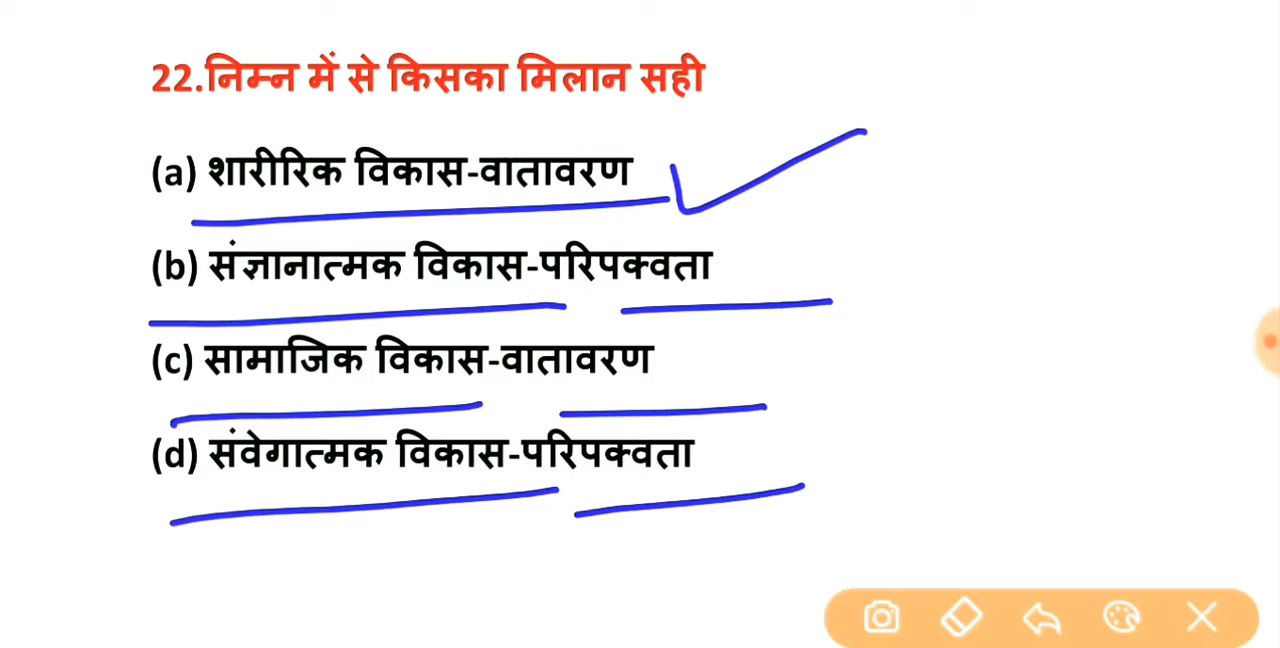 22.निम्न में से किसका मिलान सही
(a) शारीरिक विकास-वातावरण
(b) संज्ञानात्मक विकास-परिपक्वता
(c) सामाजिक विकास-वातावरण
(d) संवेगात्मक विकास-परिपक्वता